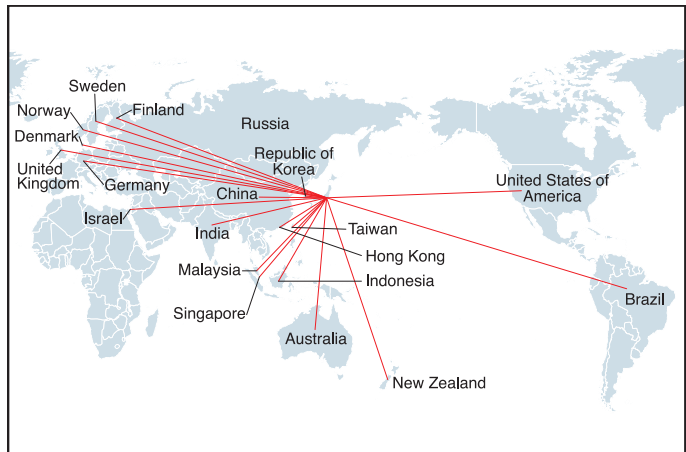 Sweden
Norway
Finland
Russia
Denmark
Republic of
Korea
United
Kingdom
Germany
China
United States of
America
Israel
India
Taiwan
Hong Kong
Malaysia
Indonesia
Singapore
Brazil
Australia
New Zealand